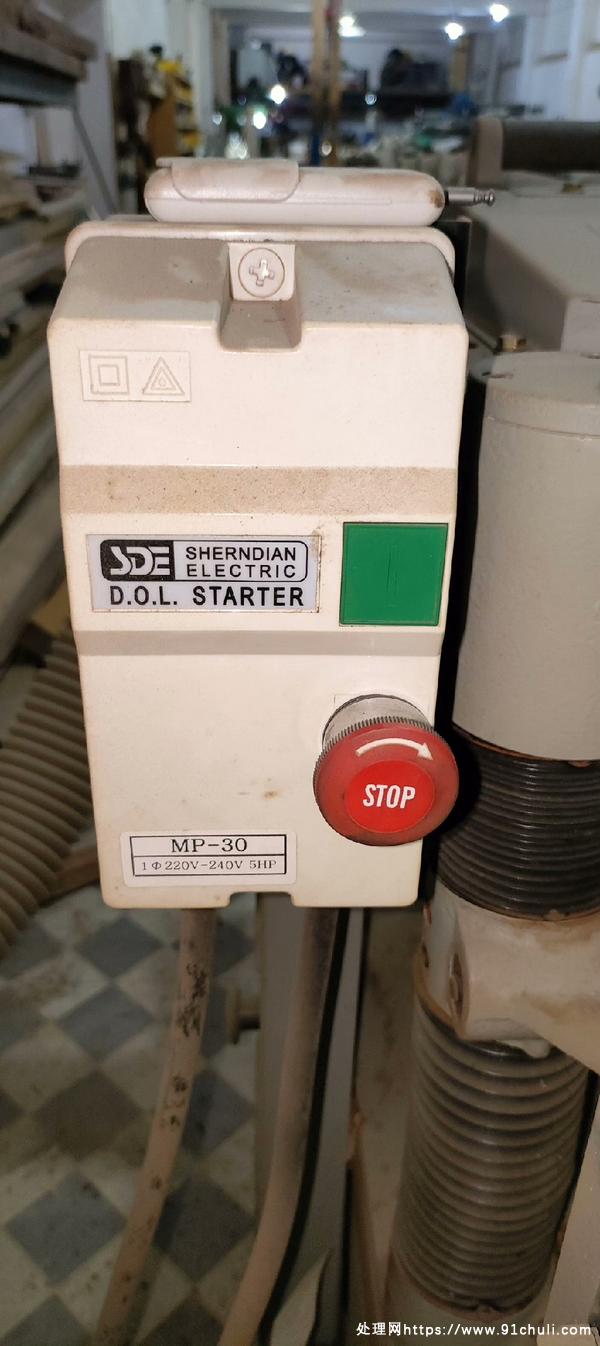 SDE SHERNDIAN
ELECTRIC
D.O.L. STARTER
STOP
MP-30
1Φ220V-240V 5HP
处理网https://www.91chuli.com